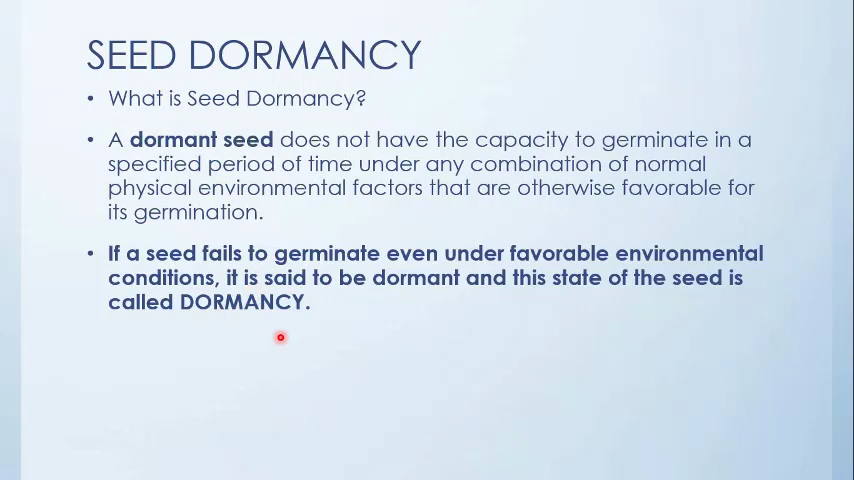 SEED DORMANCY
• What is Seed Dormancy?
• A dormant seed does not have the capacity to germinate in a
specified period of time under any combination of normal
physical environmental factors that are otherwise favorable for
its germination.
• If a seed fails to germinate even under favorable environmental
conditions, it is said to be dormant and this state of the seed is
called DORMANCY.